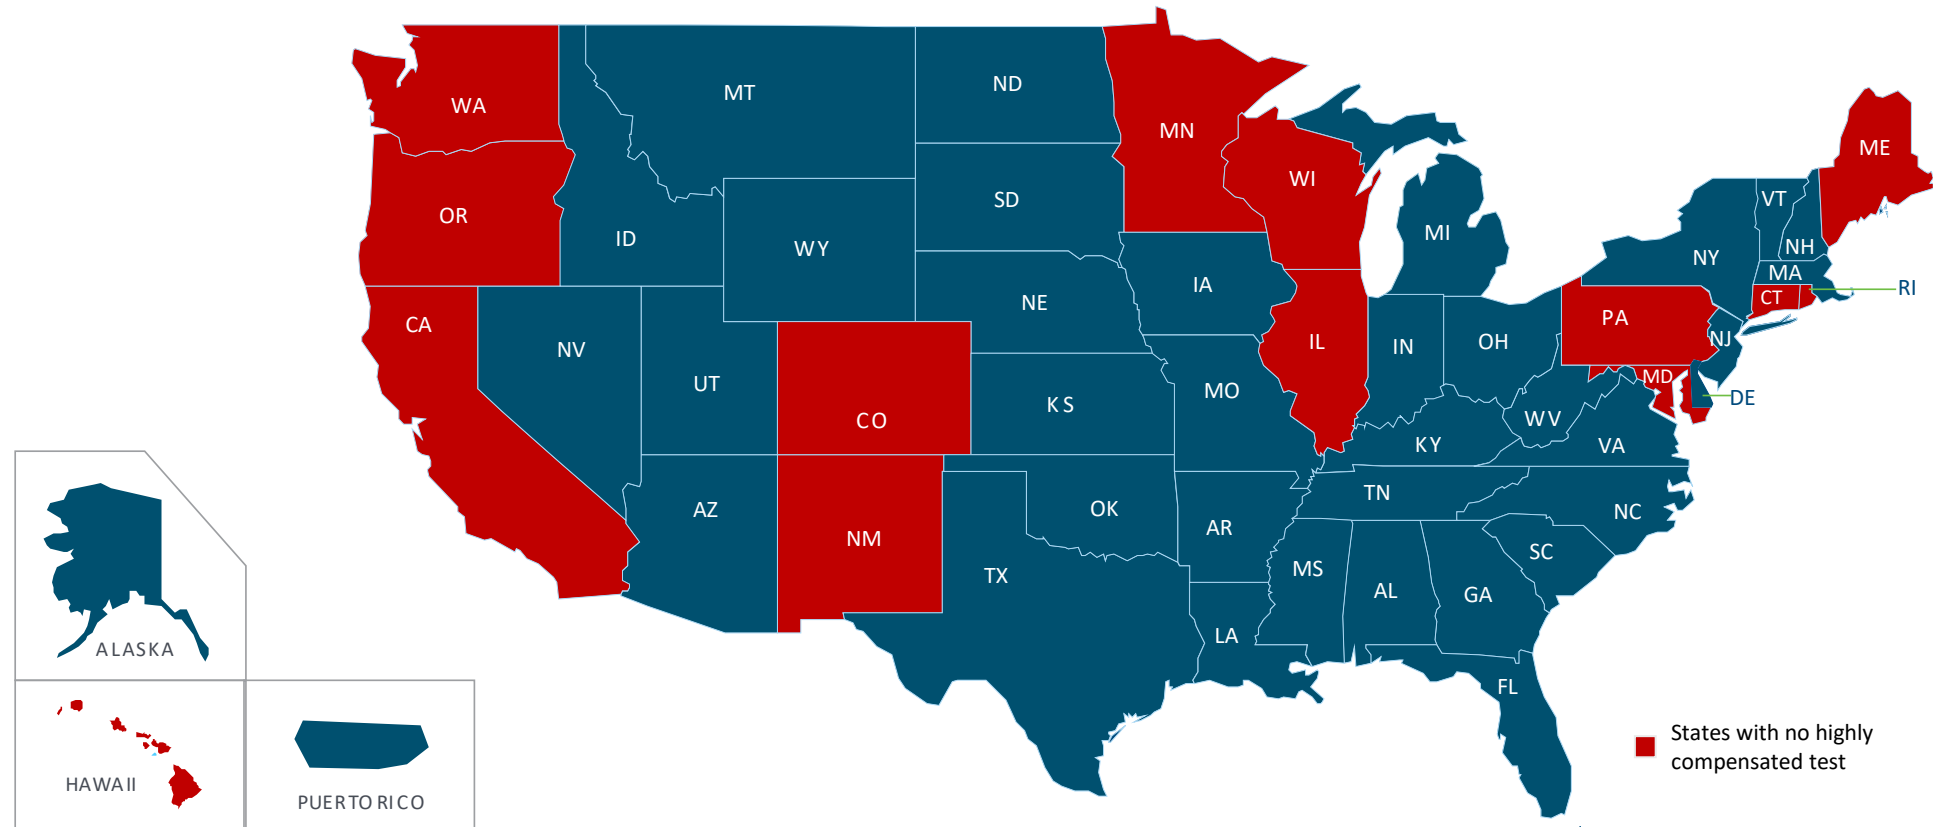 WA
MT
ND
MN
ME
OR
ID
WY
SD
WI
MI
VT
NH
NY
MA
RI
CT
CA
NV
UT
CO
NE
IA
IL
IN
OH
PA
NJ
MD
DE
KS
MO
WV
VA
KY
AZ
NM
OK
AR
TN
NC
SC
TX
MS
AL
GA
LA
FL
ALASKA
HAWAII
PUERTO RICO
States with no highly
compensated test